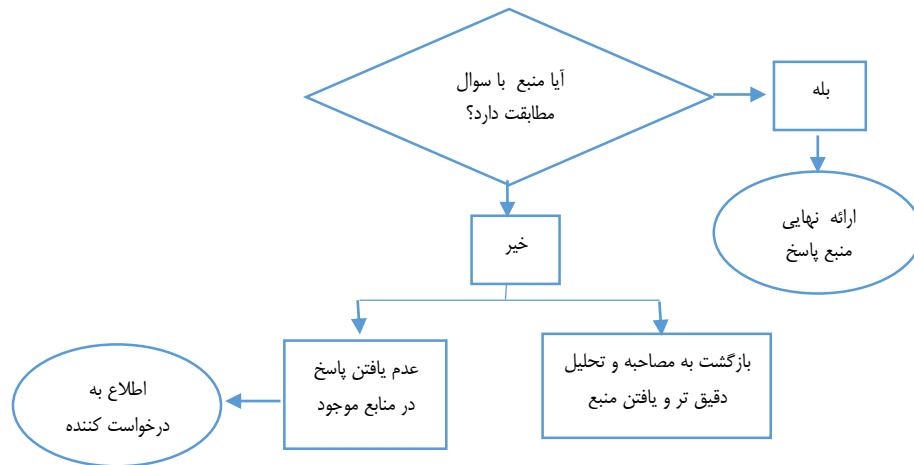 آیا منبع با سوال
مطابقت دارد؟
بله
ارائه نهایی
منبع پاسخ
خیر
بازگشت به مصاحبه و تحلیل
دقیق تر و یافتن منبع
عدم یافتن پاسخ
در منابع موجود
اطلاع به
درخواست کننده